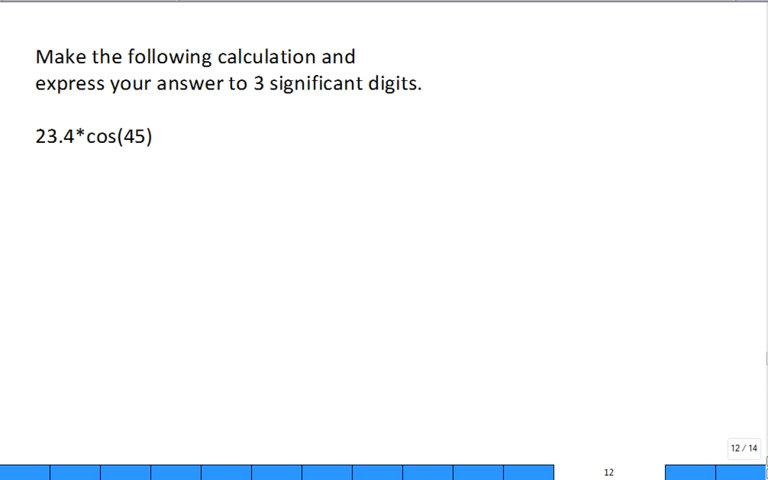 Make the following calculation and
express your answer to 3 significant digits.
23.4*cos(45)
12 / 14
12